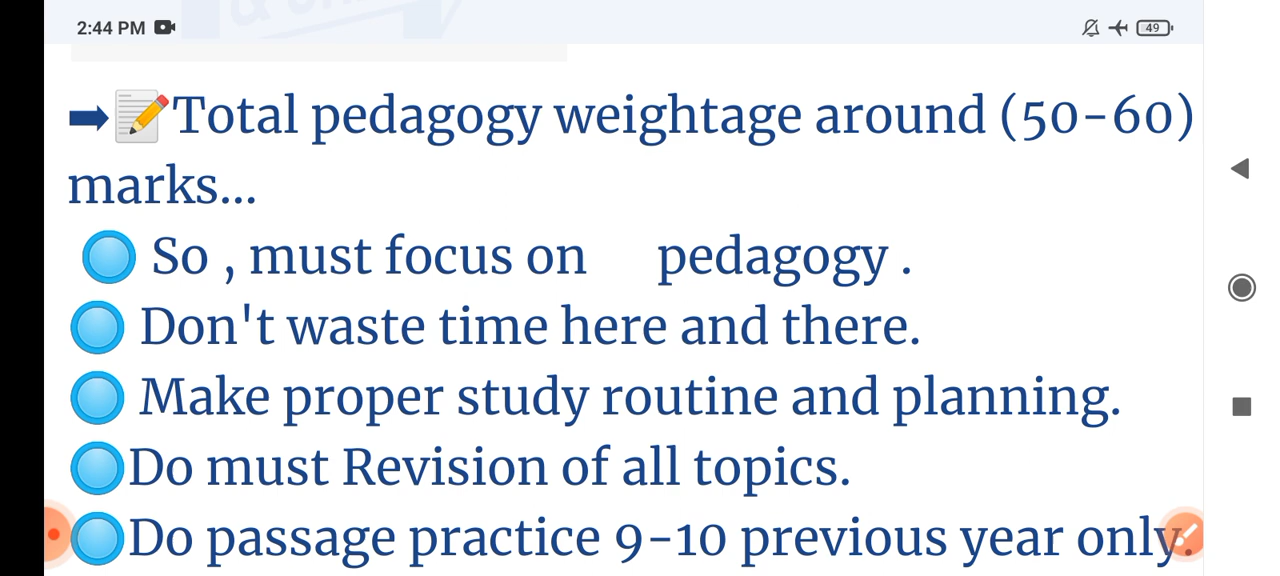 2:44 PM
49
➡📝Total pedagogy weightage around (50-60)
marks...
🔵 So , must focus on pedagogy .
🔵 Don't waste time here and there.
🔵 Make proper study routine and planning.
🔵Do must Revision of all topics.
🔵Do passage practice 9-10 previous year only.